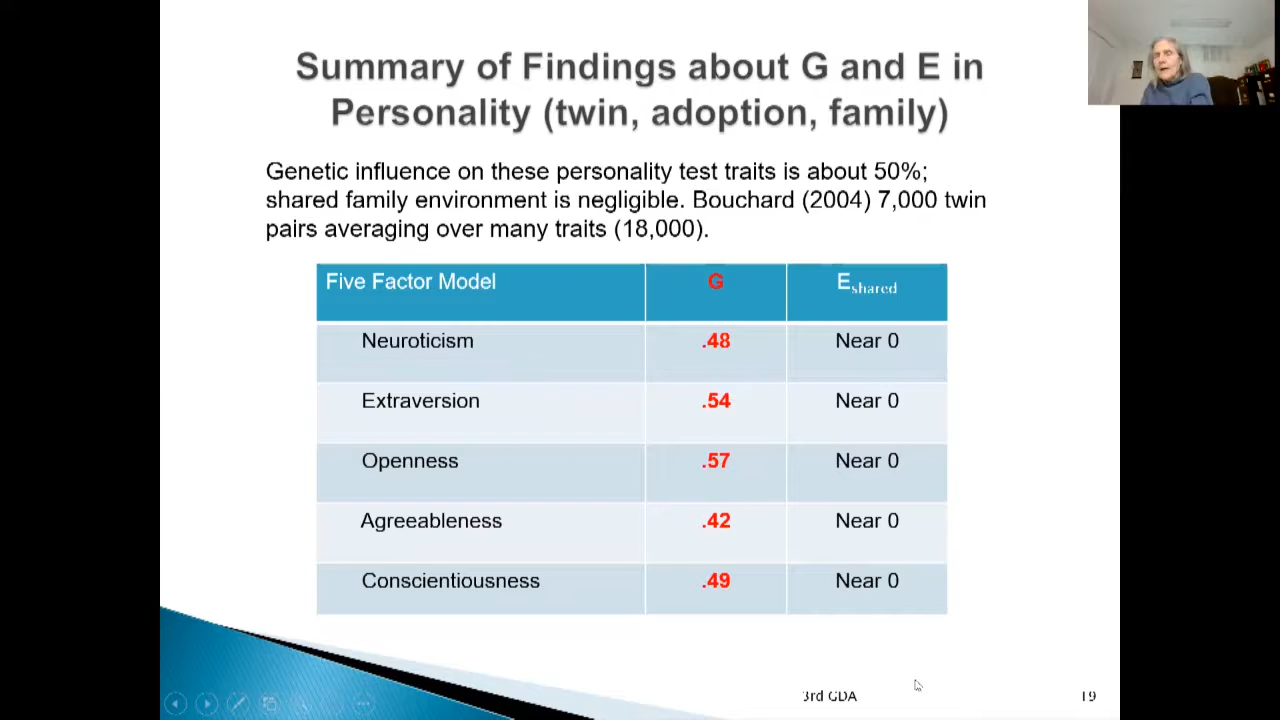 Summary of Findings about G and E in
Personality (twin, adoption, family)
Genetic influence on these personality test traits is about 50%;
shared family environment is negligible. Bouchard (2004) 7,000 twin
pairs averaging over many traits (18,000).
Five Factor Model G Eshared
Neuroticism .48 Near 0
Extraversion .54 Near 0
Openness .57 Near 0
Agreeableness .42 Near 0
Conscientiousness .49 Near 0
3rd GDA 19